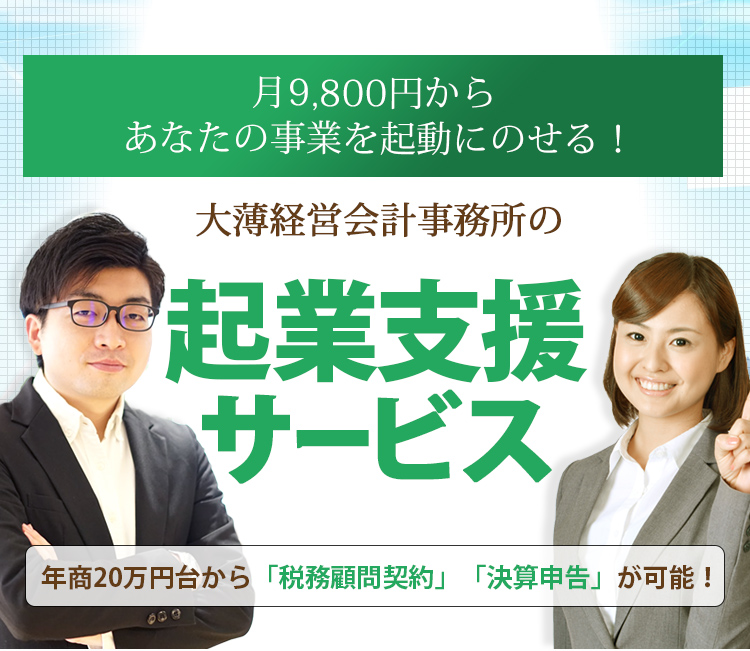 月9,800円から
あなたの事業を起動にのせる！
大薄経営会計事務所の
起業支援
サービス
年商20万円台から「税務顧問契約」「決算申告」が可能！